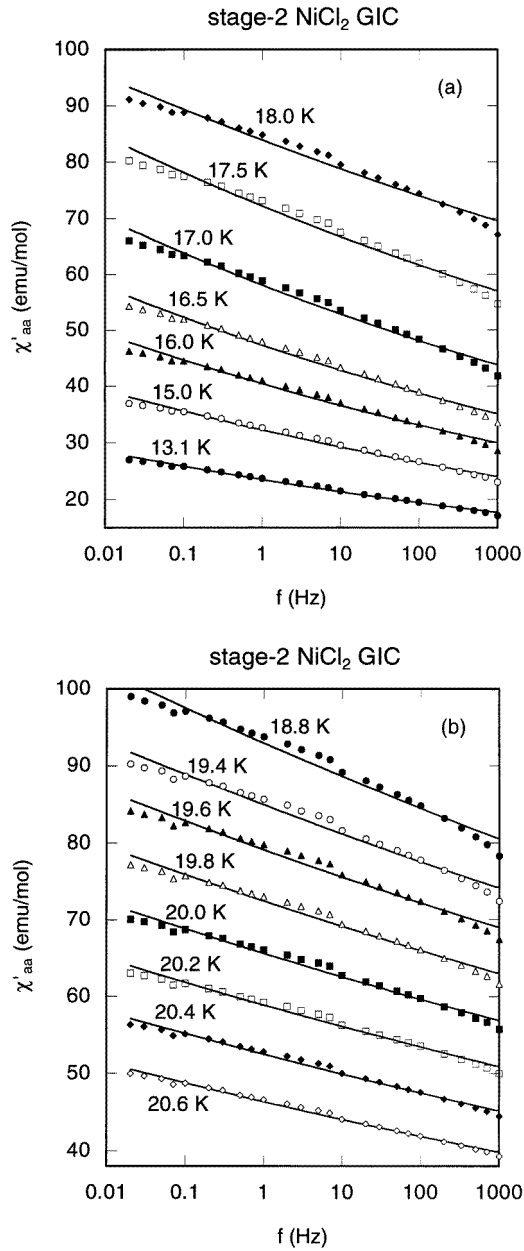 stage-2 NiCl2 GIC
100
90
80
70
60
50
40
30
20
(a)
18.0 K
17.5 K
17.0 K
16.5 K
16.0 K
15.0 K
13.1 K
χ'aa (emu/mol)
0.01 0.1 1 10 100 1000
f (Hz)
stage-2 NiCl2 GIC
100
90
80
70
60
50
40
(b)
18.8 K
19.4 K
19.6 K
19.8 K
20.0 K
20.2 K
20.4 K
20.6 K
χ'aa (emu/mol)
0.01 0.1 1 10 100 1000
f (Hz)